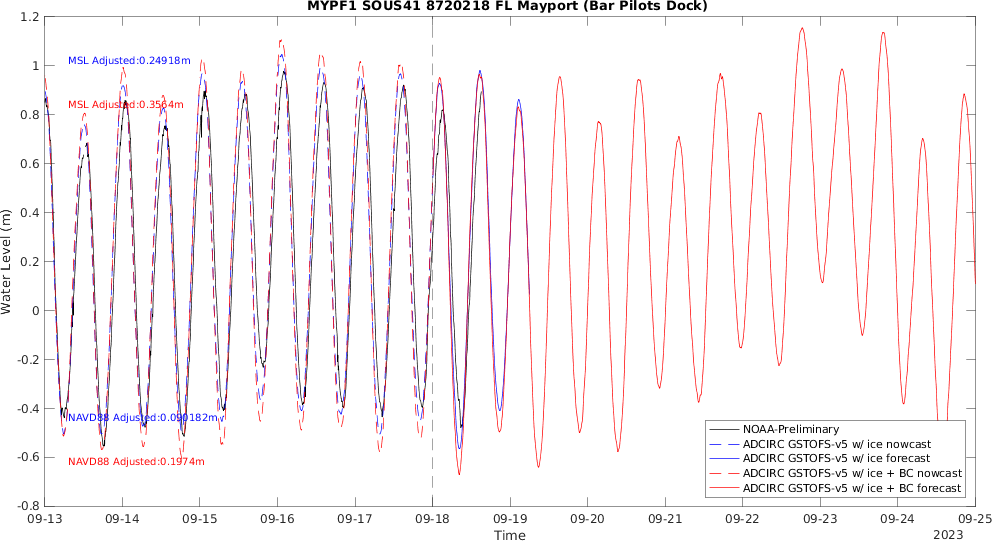 MYPF1 SOUS41 8720218 FL Mayport (Bar Pilots Dock)
1.2
1
0.8
0.6
0.4
0.2
0
-0.2
-0.4
-0.6
-0.8
Water Level (m)
MSL Adjusted:0.24918m
MSL Adjusted:0.3564m
NAVD88 Adjusted:0.090182m
NAVD88 Adjusted:0.1974m
NOAA-Preliminary
ADCIRC GSTOFS-v5 w/ ice nowcast
ADCIRC GSTOFS-v5 w/ ice forecast
ADCIRC GSTOFS-v5 w/ ice + BC nowcast
ADCIRC GSTOFS-v5 w/ ice + BC forecast
09-13 09-14 09-15 09-16 09-17 09-18 09-19 09-20 09-21 09-22 09-23 09-24 09-25
Time
2023